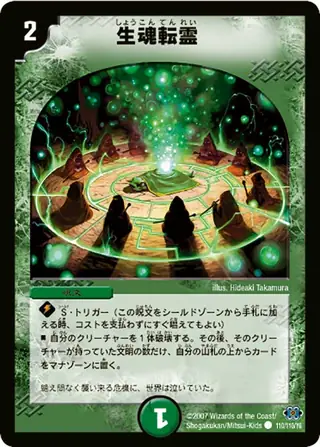 しょうこんてんれい
2
生魂転霊
illus. Hideaki Takamura
呪文
S・トリガー（この呪文をシールドゾーンから手札に加える時、コストを支払わずにすぐ唱えてもよい）
■ 自分のクリーチャーを1体破壊する。その後、そのクリーチャーが持っていた文明の数だけ、自分の山札の上からカードをマナゾーンに置く。
絶え間なく襲い来る危機に、世界は泣いていた。
1
©2007 Wizards of the Coast/
Shogakukan/Mitsui-Kids
110/110/Y6